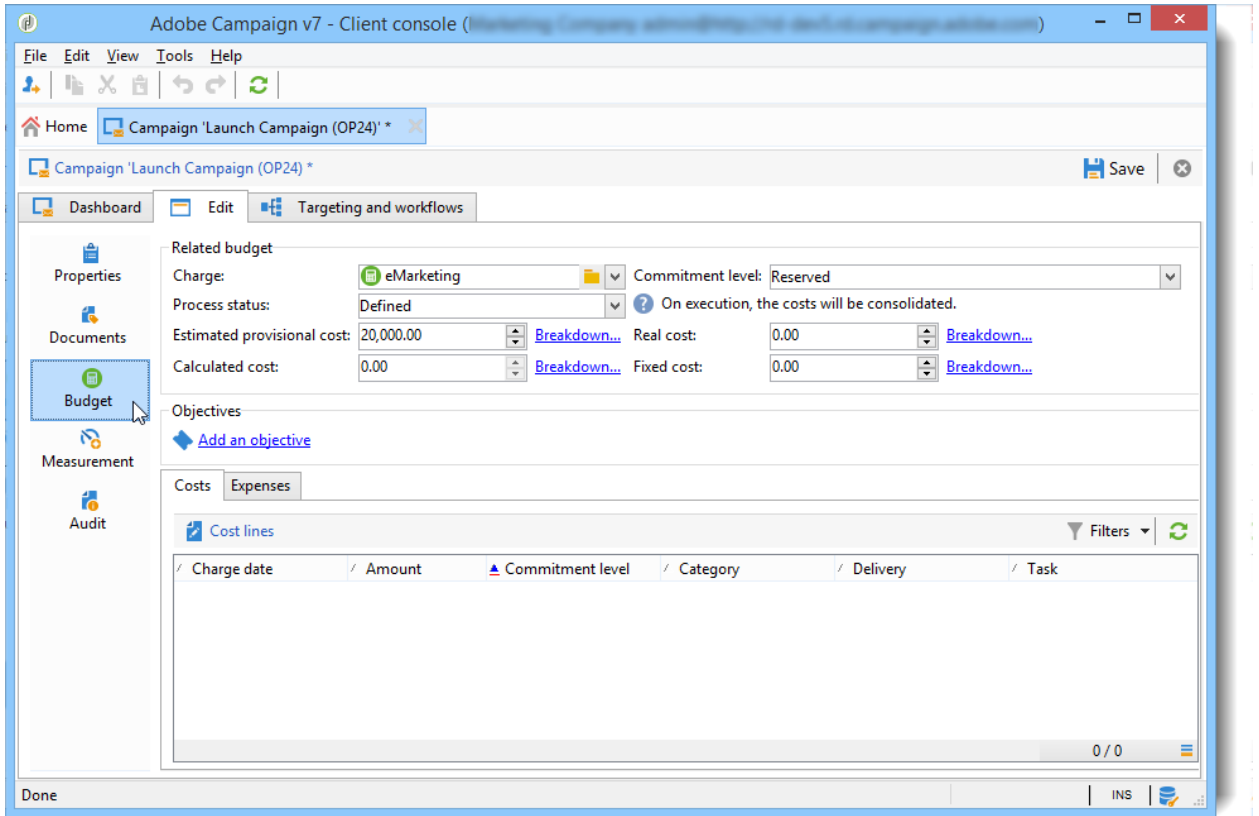 Adobe Campaign v7 - Client console ( )
File Edit View Tools Help
Home Campaign 'Launch Campaign (OP24)' *
Campaign 'Launch Campaign (OP24) * Save
Dashboard Edit Targeting and workflows
Properties
Documents
Budget
Measurement
Audit
Related budget
Charge: eMarketing Commitment level: Reserved
Process status: Defined ? On execution, the costs will be consolidated.
Estimated provisional cost: 20,000.00 Breakdown... Real cost: 0.00 Breakdown...
Calculated cost: 0.00 Breakdown... Fixed cost: 0.00 Breakdown...
Objectives
Add an objective
Costs Expenses
Cost lines Filters
Charge date Amount Commitment level Category Delivery Task
0 / 0
Done INS